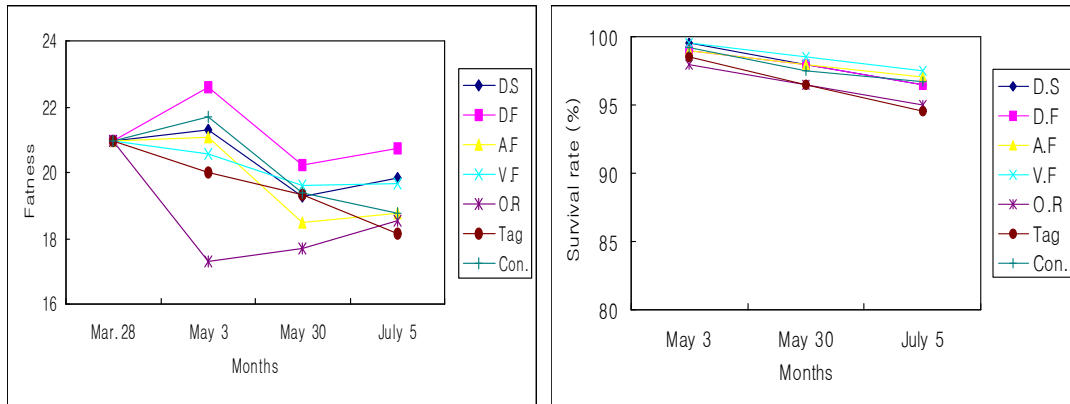 24
22
20
18
16
Fatness
Mar. 28
May 3
May 30
July 5
Months
D.S
D.F
A.F
V.F
O.R
Tag
Con.
100
95
90
85
80
Survival rate (%)
May 3
May 30
July 5
Months
D.S
D.F
A.F
V.F
O.R
Tag
Con.